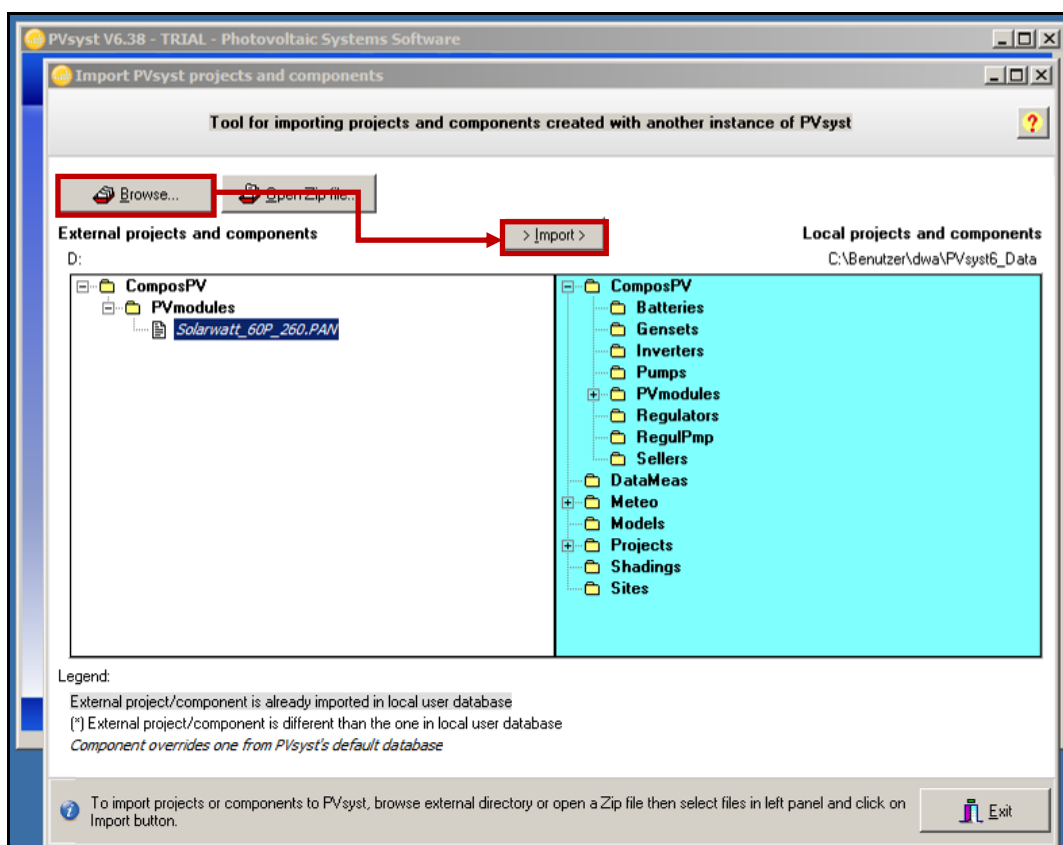 PVsyst V6.38 - TRIAL - Photovoltaic Systems Software
Import PVsyst projects and components
Tool for importing projects and components created with another instance of PVsyst
?
Browse...
Open Zip file...
External projects and components
> Import >
Local projects and components
D:
C:\Benutzer\dwa\PVsyst6_Data
ComposPV
PVmodules
Solarwatt_60P_260.PAN
ComposPV
Batteries
Gensets
Inverters
Pumps
PVmodules
Regulators
RegulPmp
Sellers
DataMeas
Meteo
Models
Projects
Shadings
Sites
Legend:
External project/component is already imported in local user database
(*) External project/component is different than the one in local user database
Component overrides one from PVsyst's default database
To import projects or components to PVsyst, browse external directory or open a Zip file then select files in left panel and click on
Import button.
Exit